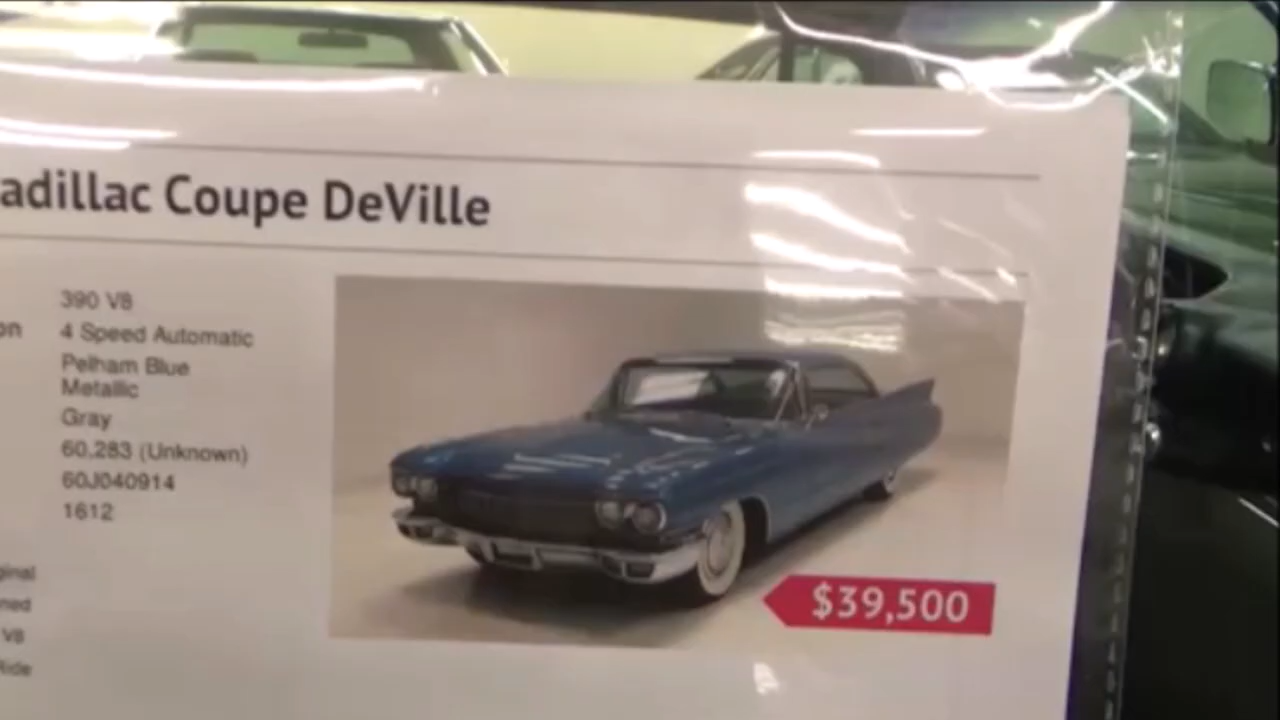 adillac Coupe DeVille
390 V8
on 4 Speed Automatic
Pelham Blue
Metallic
Gray
60,283 (Unknown)
60J040914
1612
ginal
ned
V8
Ride
$39,500